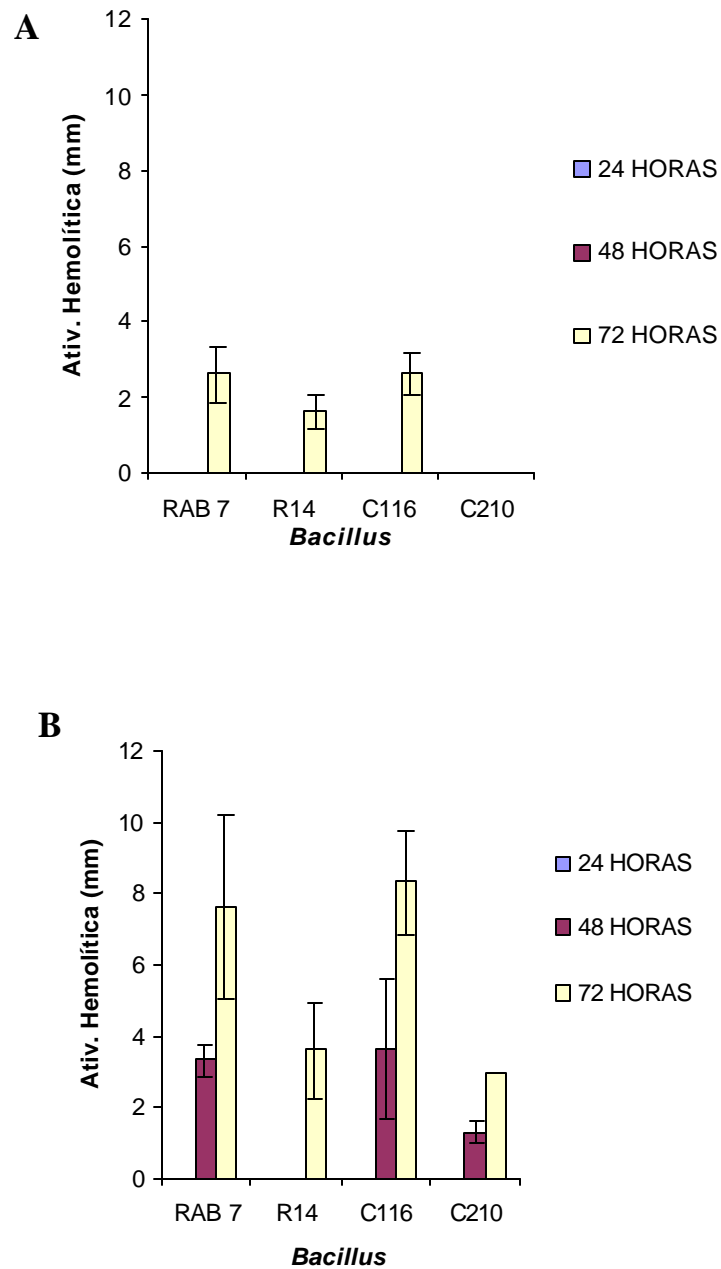 A
Ativ. Hemolítica (mm)
12
10
8
6
4
2
0
RAB 7 R14 C116 C210
Bacillus
24 HORAS
48 HORAS
72 HORAS
B
Ativ. Hemolítica (mm)
12
10
8
6
4
2
0
RAB 7 R14 C116 C210
Bacillus
24 HORAS
48 HORAS
72 HORAS